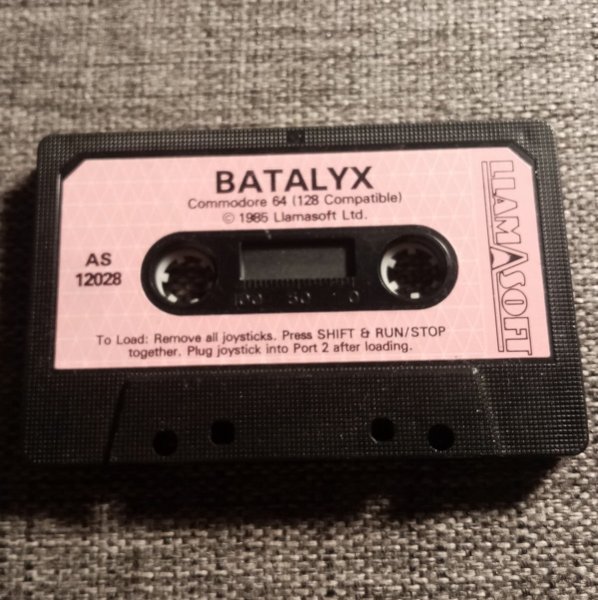 BATALYX
Commodore 64 (128 Compatible)
© 1985 Llamasoft Ltd.
AS
12028
100 50 0
To Load: Remove all joysticks. Press SHIFT & RUN/STOP
together. Plug joystick into Port 2 after loading.
LLAMASOFT